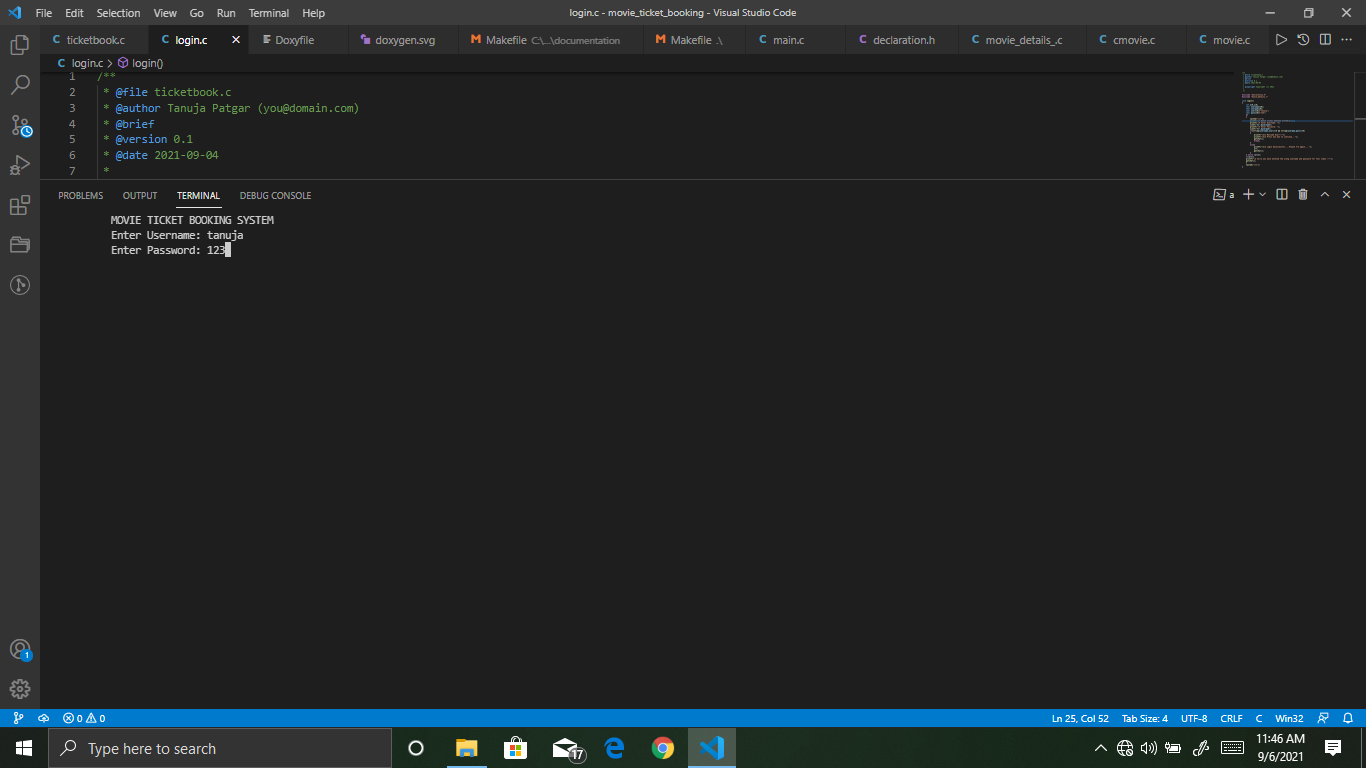 File Edit Selection View Go Run Terminal Help login.c - movie_ticket_booking - Visual Studio Code
C ticketbook.c C login.c Doxyfile doxygen.svg M Makefile C:\...\documentation M Makefile .\ C main.c C declaration.h C movie_details_.c C cmovie.c C movie.c
C login.c > login()
1 /**
2 * @file ticketbook.c
3 * @author Tanuja Patgar (you@domain.com)
4 * @brief
5 * @version 0.1
6 * @date 2021-09-04
7 *
PROBLEMS OUTPUT TERMINAL DEBUG CONSOLE a
MOVIE TICKET BOOKING SYSTEM
Enter Username: tanuja
Enter Password: 123
1
0 0 Ln 25, Col 52 Tab Size: 4 UTF-8 CRLF C Win32
Type here to search 17 11:46 AM
9/6/2021